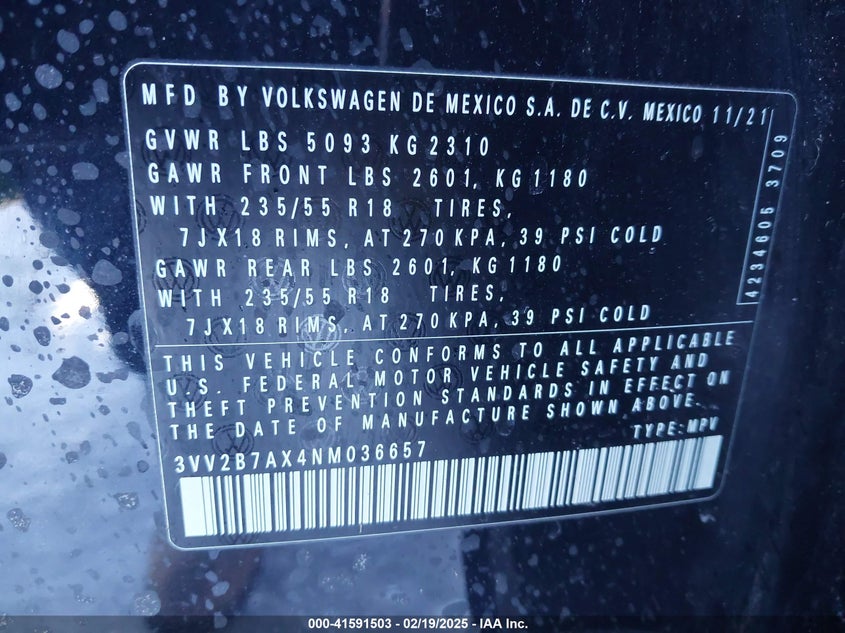 MFD BY VOLKSWAGEN DE MEXICO S.A. DE C.V. MEXICO 11/21
GVWR LBS 5093 KG 2310
GAWR FRONT LBS 2601, KG 1180
WITH 235/55 R18 TIRES,
7JX18 RIMS, AT 270 KPA, 39 PSI COLD
GAWR REAR LBS 2601, KG 1180
WITH 235/55 R18 TIRES,
7JX18 RIMS, AT 270 KPA, 39 PSI COLD
4234605 3709
THIS VEHICLE CONFORMS TO ALL APPLICABLE
U.S. FEDERAL MOTOR VEHICLE SAFETY AND
THEFT PREVENTION STANDARDS IN EFFECT ON
THE DATE OF MANUFACTURE SHOWN ABOVE.
TYPE: MPV
3VV2B7AX4NM036657
000-41591503 - 02/19/2025 - IAA Inc.